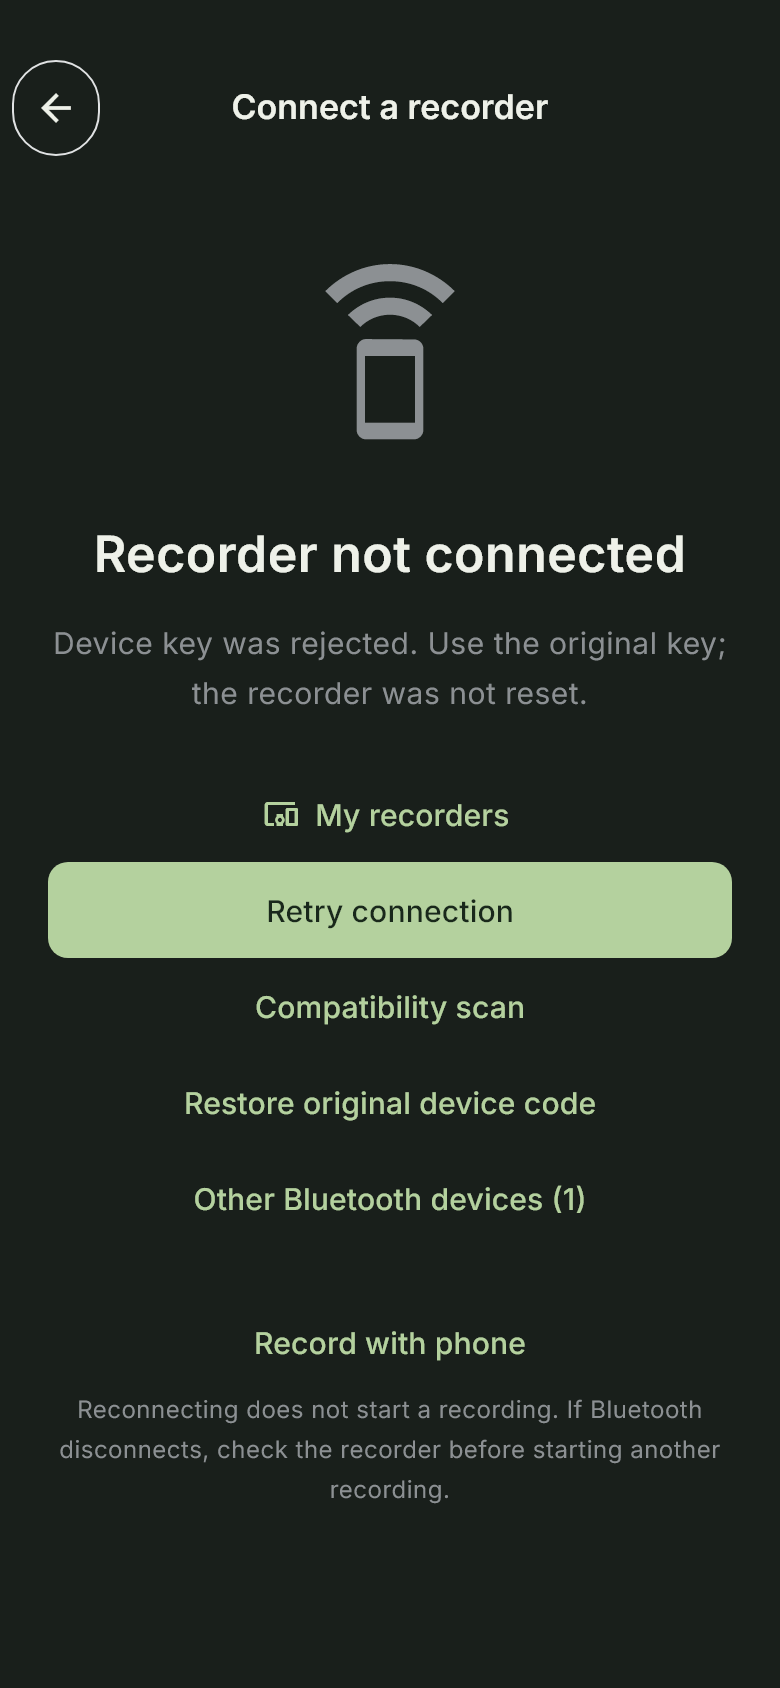 Connect a recorder
Recorder not connected
Device key was rejected. Use the original key;
the recorder was not reset.
My recorders
Retry connection
Compatibility scan
Restore original device code
Other Bluetooth devices (1)
Record with phone
Reconnecting does not start a recording. If Bluetooth
disconnects, check the recorder before starting another
recording.